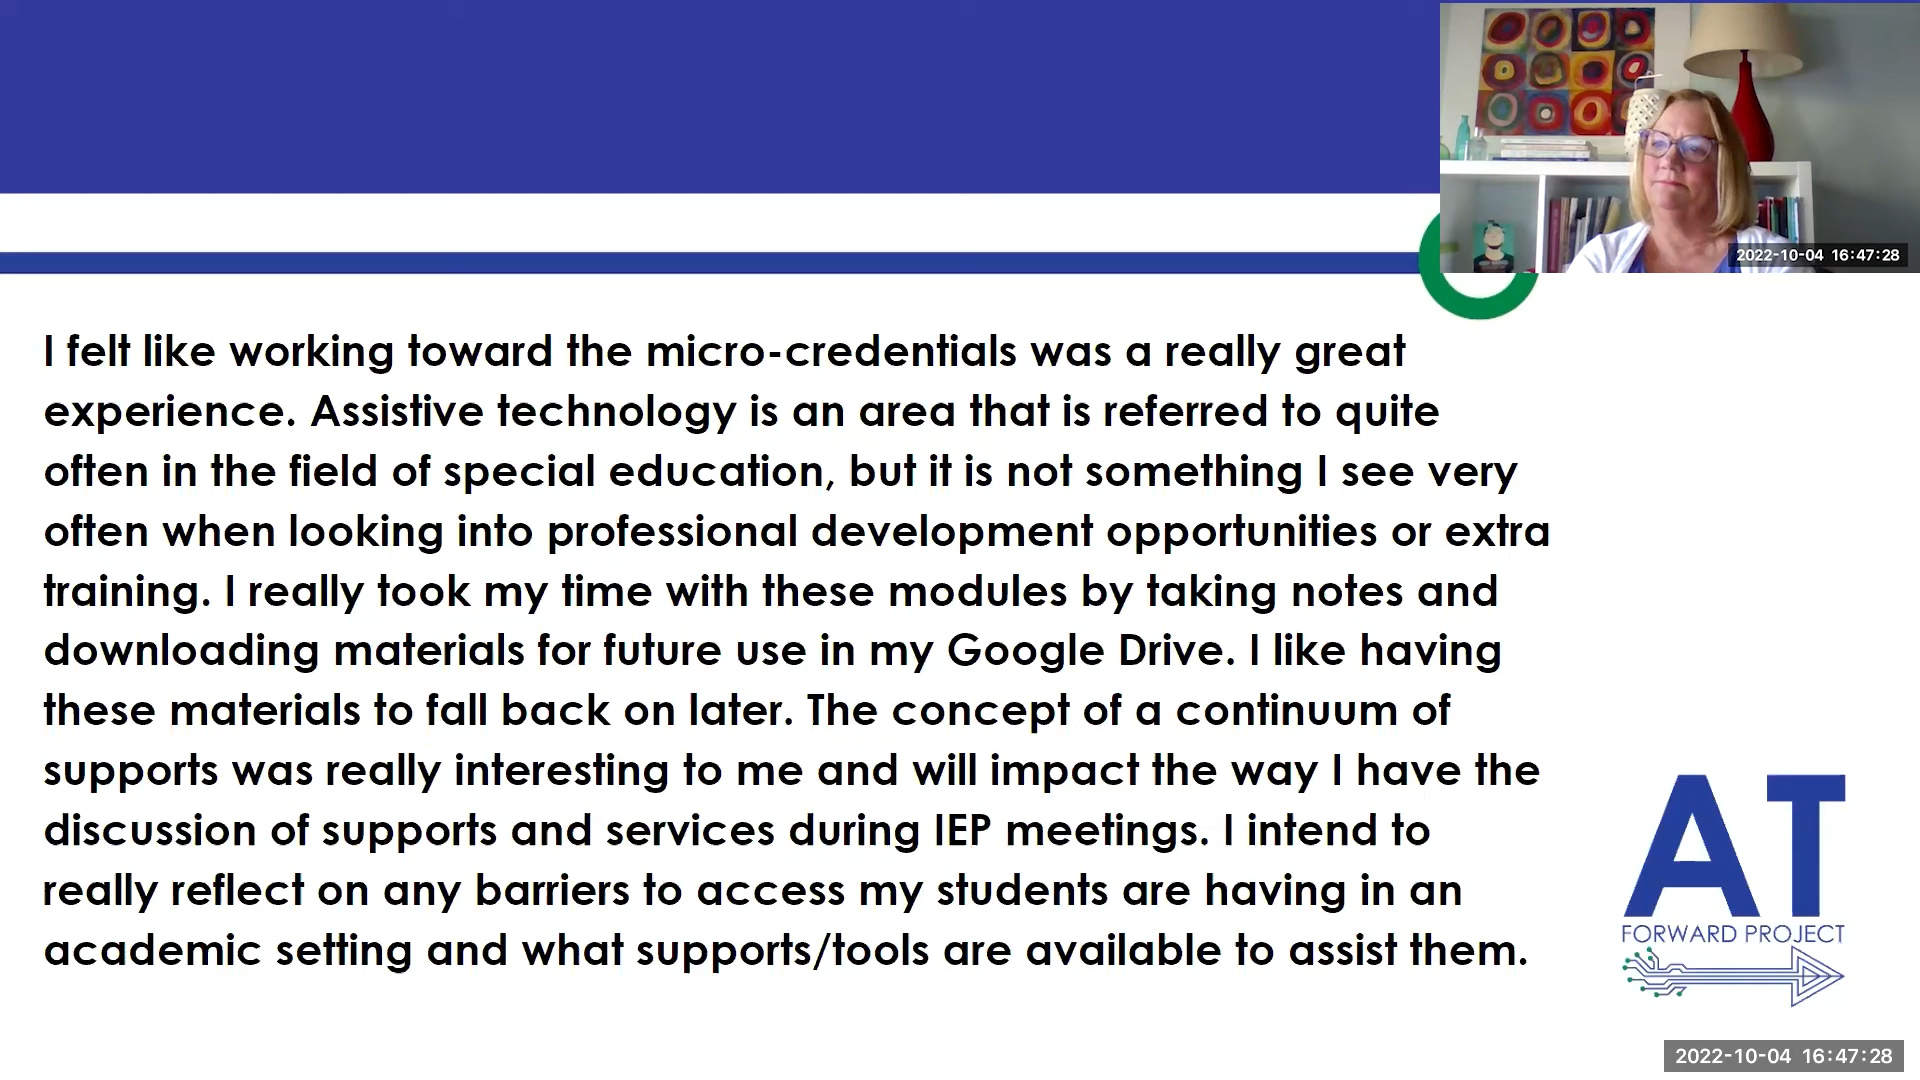 2022-10-04 16:47:28
I felt like working toward the micro-credentials was a really great
experience. Assistive technology is an area that is referred to quite
often in the field of special education, but it is not something I see very
often when looking into professional development opportunities or extra
training. I really took my time with these modules by taking notes and
downloading materials for future use in my Google Drive. I like having
these materials to fall back on later. The concept of a continuum of
supports was really interesting to me and will impact the way I have the
discussion of supports and services during IEP meetings. I intend to
really reflect on any barriers to access my students are having in an
academic setting and what supports/tools are available to assist them.
AT
FORWARD PROJECT
2022-10-04 16:47:28